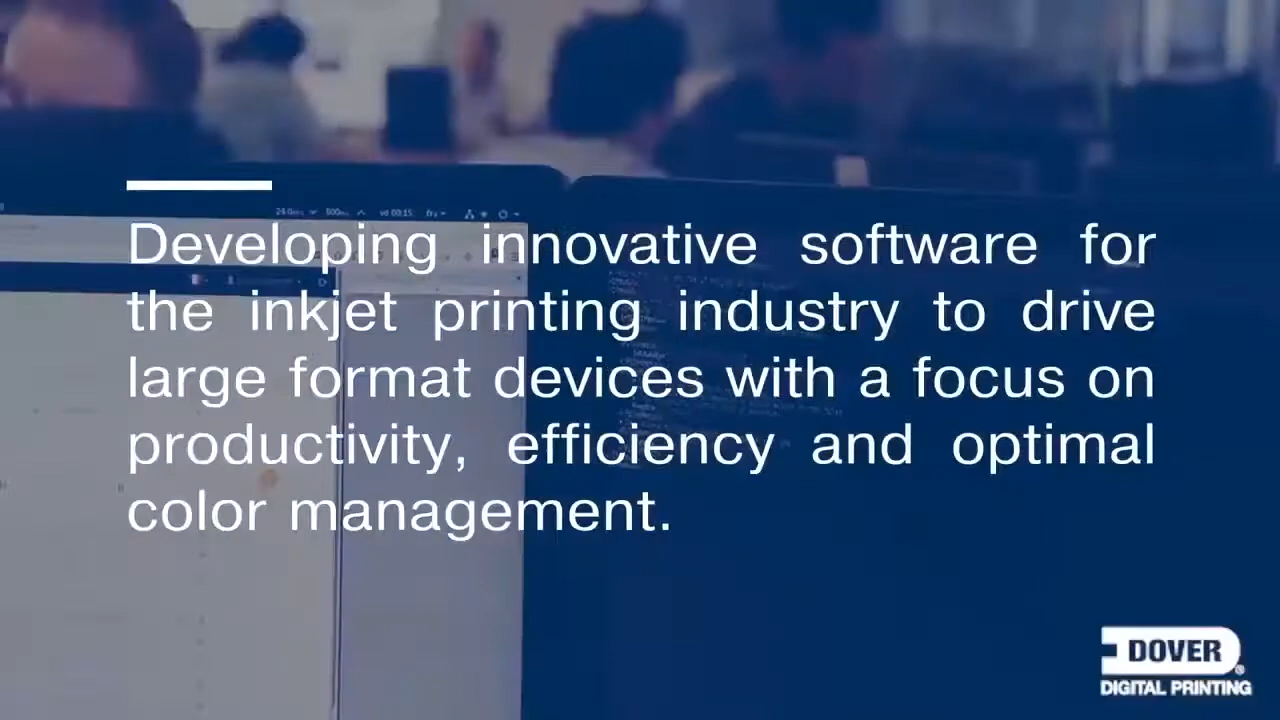 Developing innovative software for
the inkjet printing industry to drive
large format devices with a focus on
productivity, efficiency and optimal
color management.
DOVER
DIGITAL PRINTING